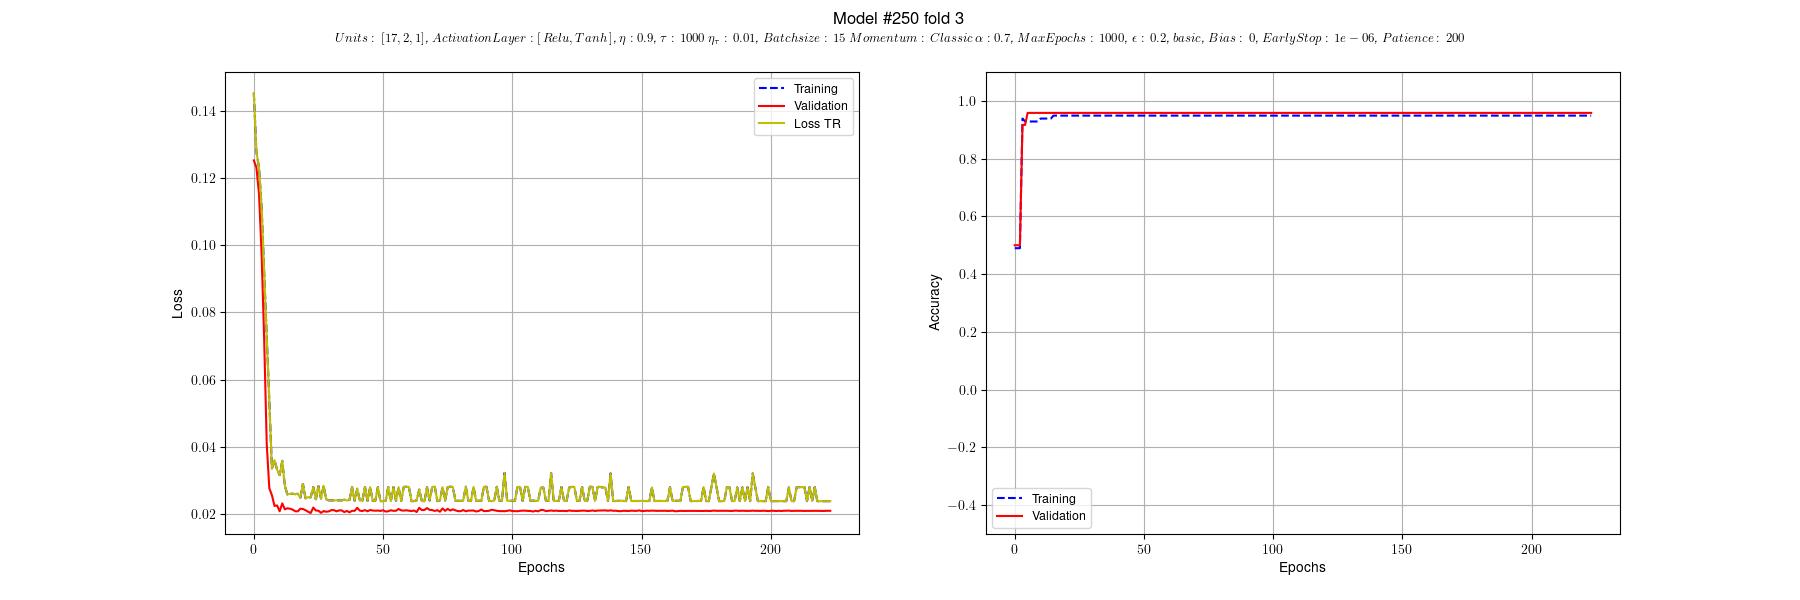 Model #250 fold 3
Units : [17, 2, 1], ActivationLayer : [Relu, Tanh], η : 0.9, τ : 1000 η_τ : 0.01, Batchsize : 15 Momentum : Classic α : 0.7, MaxEpochs : 1000, ϵ : 0.2, basic, Bias : 0, EarlyStop : 1e − 06, Patience : 200
Training
Validation
Loss TR
0.14
0.12
0.10
0.08
0.06
0.04
0.02
Loss
0 50 100 150 200
Epochs
1.0
0.8
0.6
0.4
0.2
0.0
−0.2
−0.4
Accuracy
Training
Validation
0 50 100 150 200
Epochs